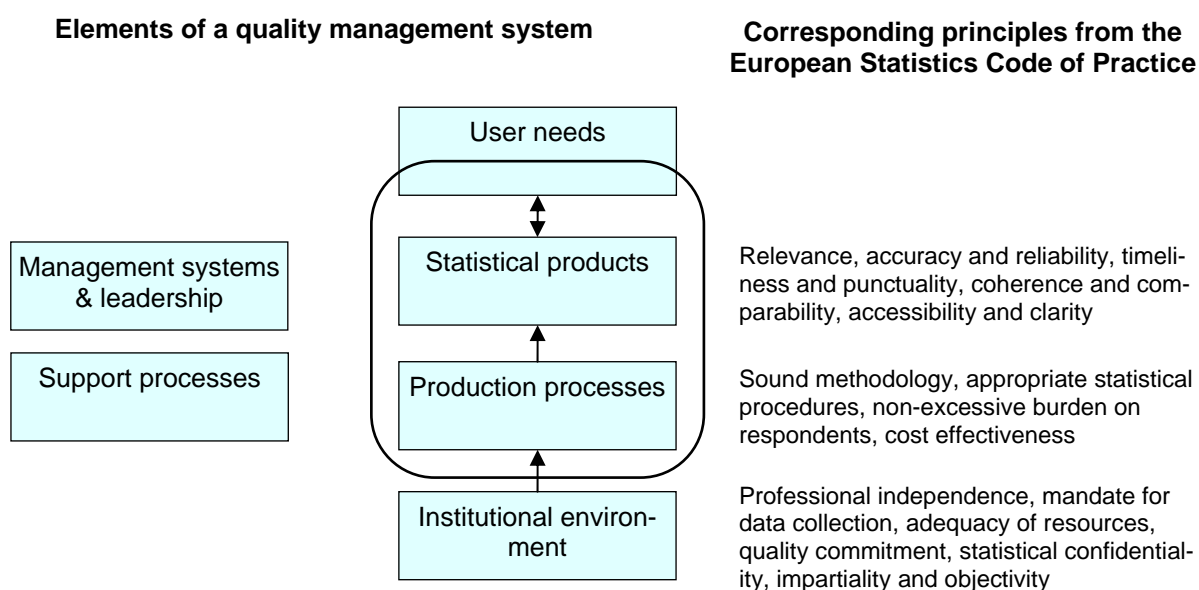 Elements of a quality management system
Corresponding principles from the
European Statistics Code of Practice
User needs
Management systems
& leadership
Statistical products
Relevance, accuracy and reliability, timeli-
ness and punctuality, coherence and com-
parability, accessibility and clarity
Support processes
Production processes
Sound methodology, appropriate statistical
procedures, non-excessive burden on
respondents, cost effectiveness
Institutional environ-
ment
Professional independence, mandate for
data collection, adequacy of resources,
quality commitment, statistical confidential-
ity, impartiality and objectivity